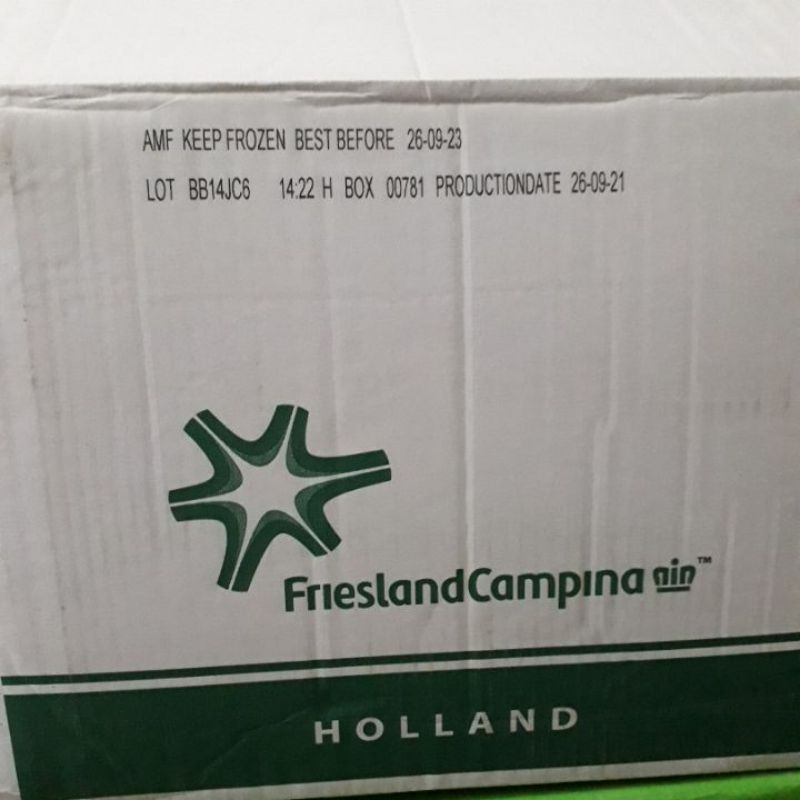 AMF KEEP FROZEN BEST BEFORE 26-09-23
LOT BB14JC6 14:22 H BOX 00781 PRODUCTIONDATE 26-09-21
FrieslandCampina nin™
HOLLAND